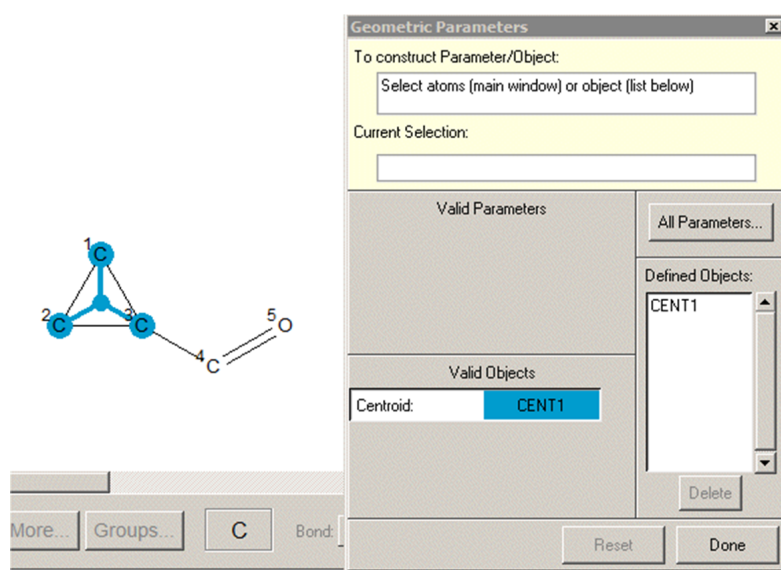 Geometric Parameters
To construct Parameter/Object:
Select atoms (main window) or object (list below)
Current Selection:
Valid Parameters
All Parameters...
Defined Objects:
CENT1
Valid Objects
Centroid: CENT1
Delete
Reset Done
1 C
2 C 3 C
5 O
4 C
More... Groups... C Bond: